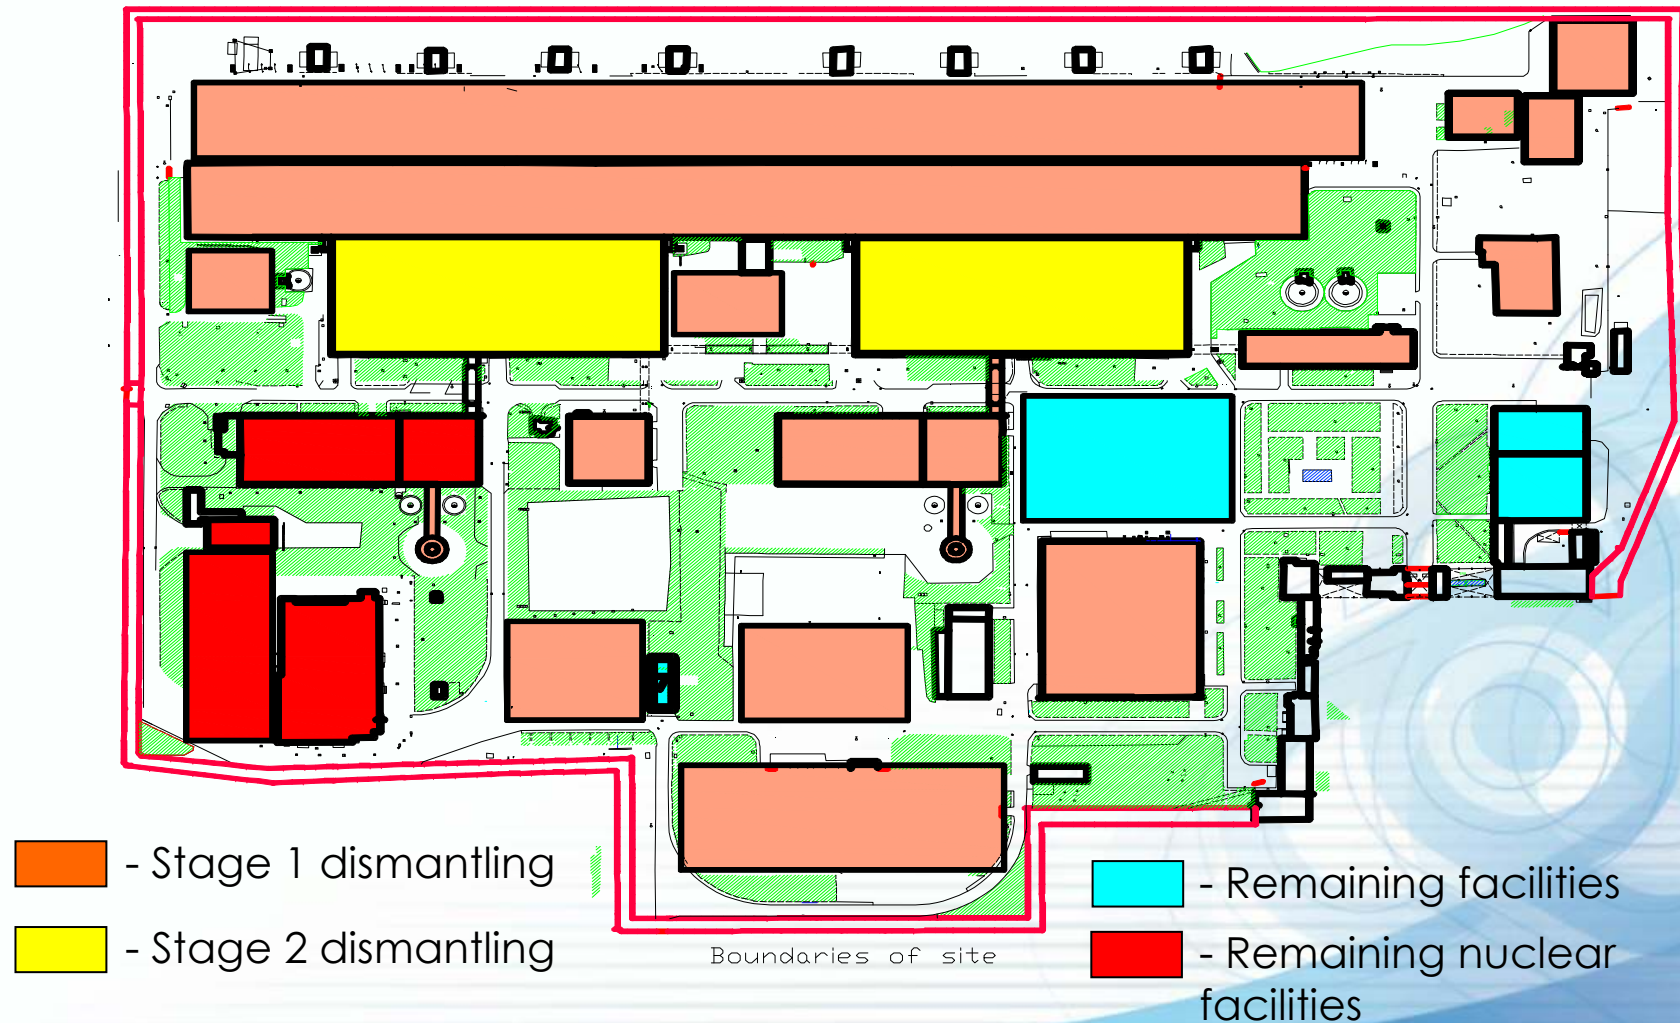 - Stage 1 dismantling
- Stage 2 dismantling
Boundaries of site
- Remaining facilities
- Remaining nuclear
facilities